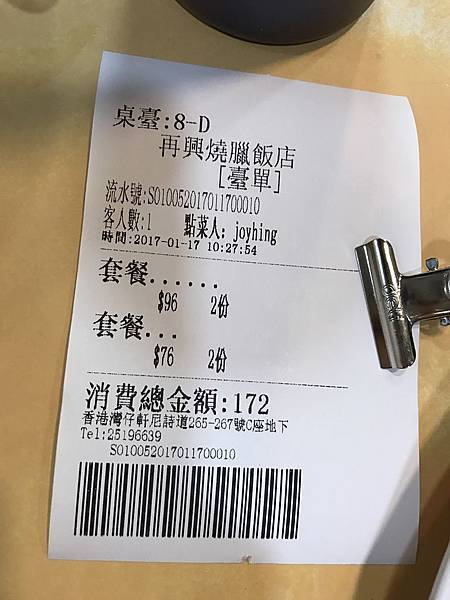 桌臺:8-D
再興燒臘飯店
[臺單]
流水號:S010052017011700010
客人數:1 點菜人: joyhing
時間:2017-01-17 10:27:54
套餐......
$96 2份
套餐...
$76 2份
消費總金額:172
香港灣仔軒尼詩道265-267號C座地下
Tel:25196639
S010052017011700010